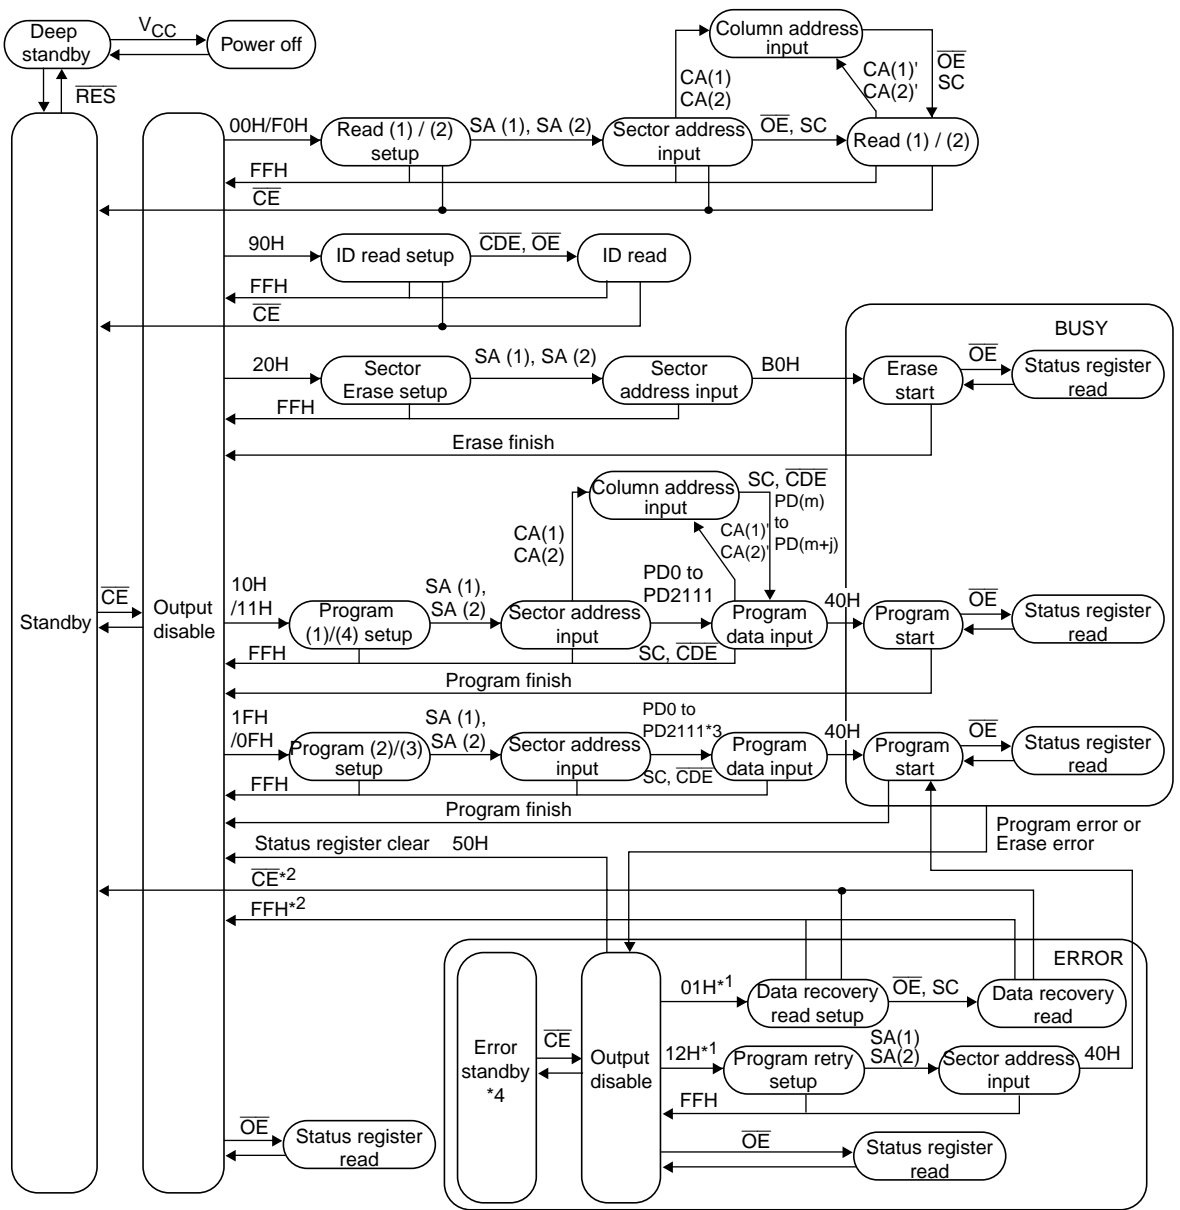 Deep
standby
VCC
Power off
RES
Column address
input
CA(1)
CA(2)
CA(1)'
CA(2)'
OE
SC
00H/F0H
Read (1) / (2)
setup
SA (1), SA (2)
Sector address
input
OE, SC
Read (1) / (2)
FFH
CE
90H
ID read setup
CDE, OE
ID read
FFH
CE
BUSY
20H
Sector
Erase setup
SA (1), SA (2)
Sector
address input
B0H
Erase
start
OE
Status register
read
FFH
Erase finish
Column address
input
SC, CDE
PD(m)
to
PD(m+j)
CA(1)
CA(2)
CA(1)'
CA(2)'
Standby
CE
Output
disable
10H
/11H
Program
(1)/(4) setup
SA (1),
SA (2)
Sector address
input
PD0 to
PD2111
SC, CDE
Program
data input
40H
Program
start
OE
Status register
read
FFH
Program finish
1FH
/0FH
Program (2)/(3)
setup
SA (1),
SA (2)
Sector address
input
PD0 to
PD2111*3
SC, CDE
Program
data input
40H
Program
start
OE
Status register
read
FFH
Program finish
Program error or
Erase error
Status register clear 50H
CE*2
FFH*2
ERROR
Error
standby
*4
CE
Output
disable
01H*1
Data recovery
read setup
OE, SC
Data recovery
read
12H*1
Program retry
setup
SA(1)
SA(2)
Sector address
input
40H
FFH
OE
Status register
read
OE
Status register
read